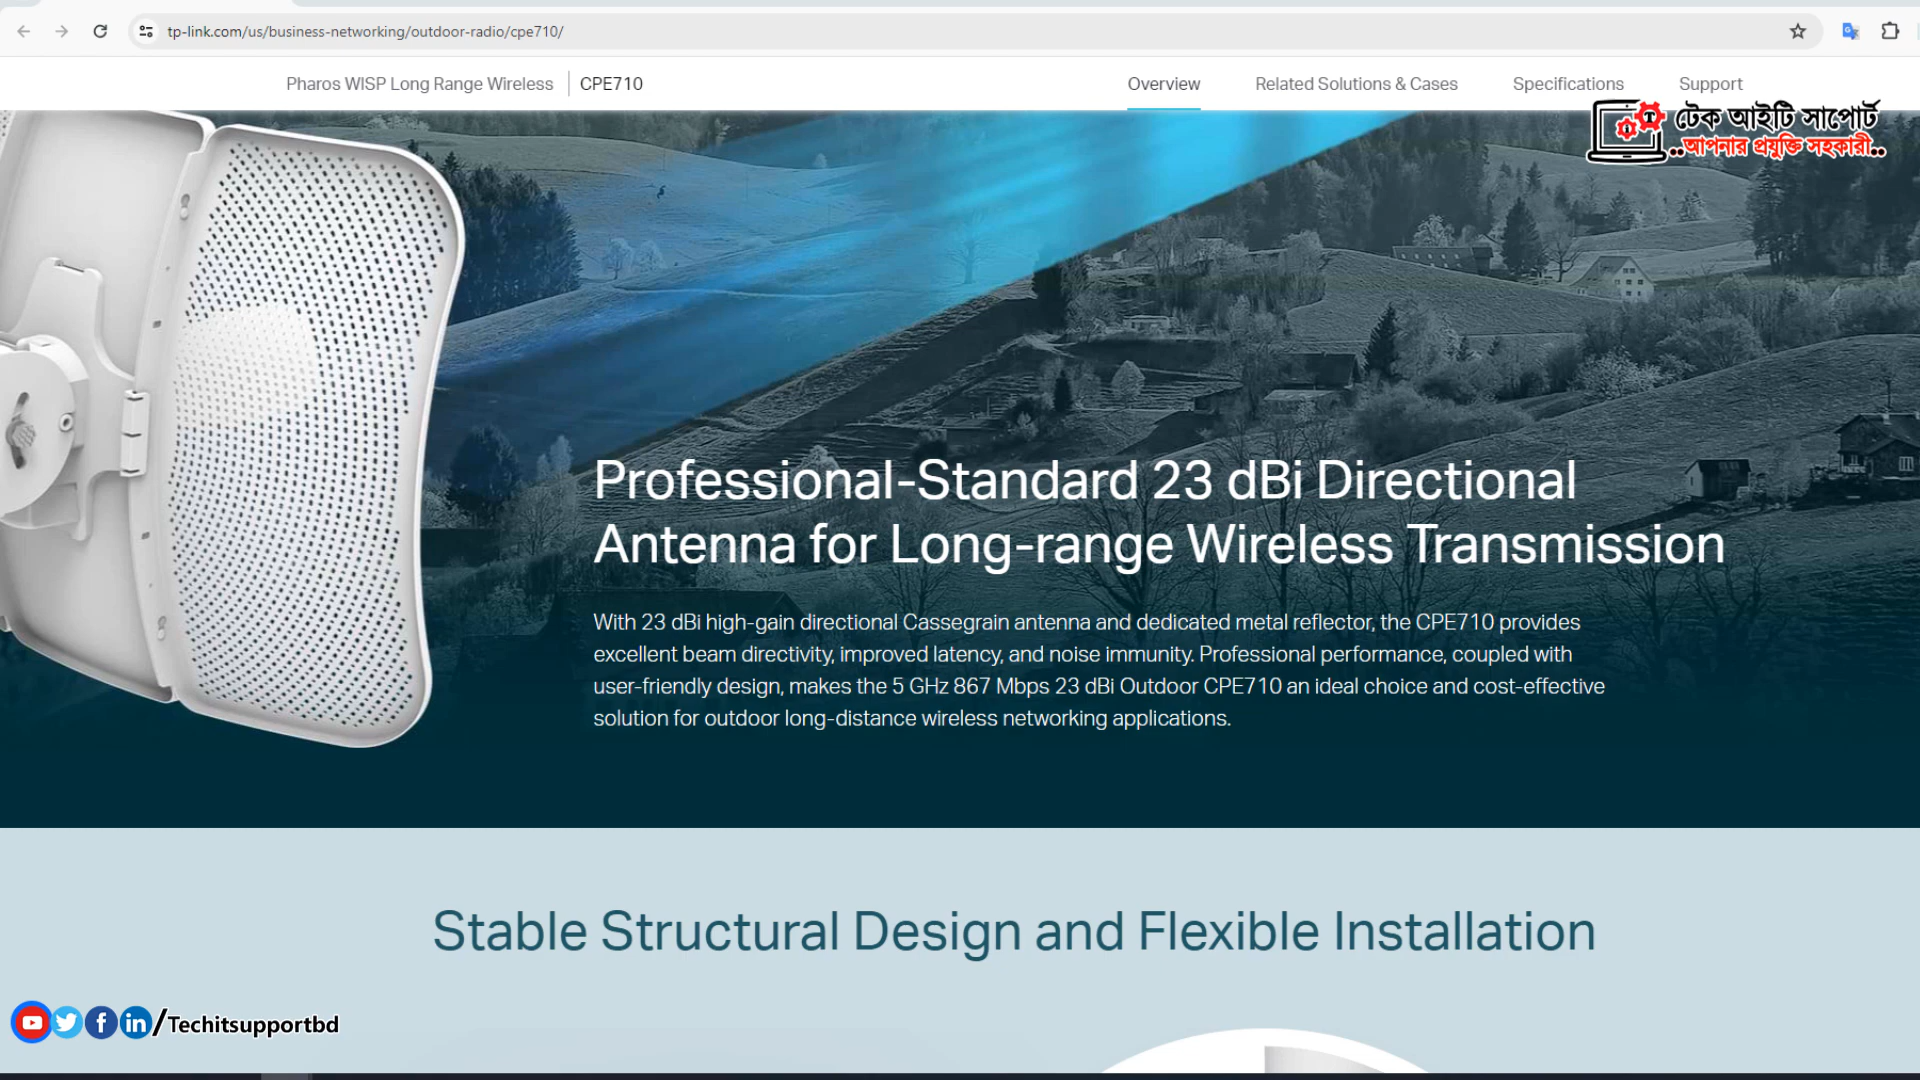 tp-link.com/us/business-networking/outdoor-radio/cpe710/
Pharos WISP Long Range Wireless | CPE710
Overview
Related Solutions & Cases
Specifications
Support
টেক আইটি সাপোর্ট
..আপনার প্রযুক্তি সহকারী..
Professional-Standard 23 dBi Directional
Antenna for Long-range Wireless Transmission
With 23 dBi high-gain directional Cassegrain antenna and dedicated metal reflector, the CPE710 provides
excellent beam directivity, improved latency, and noise immunity. Professional performance, coupled with
user-friendly design, makes the 5 GHz 867 Mbps 23 dBi Outdoor CPE710 an ideal choice and cost-effective
solution for outdoor long-distance wireless networking applications.
Stable Structural Design and Flexible Installation
/Techitsupportbd